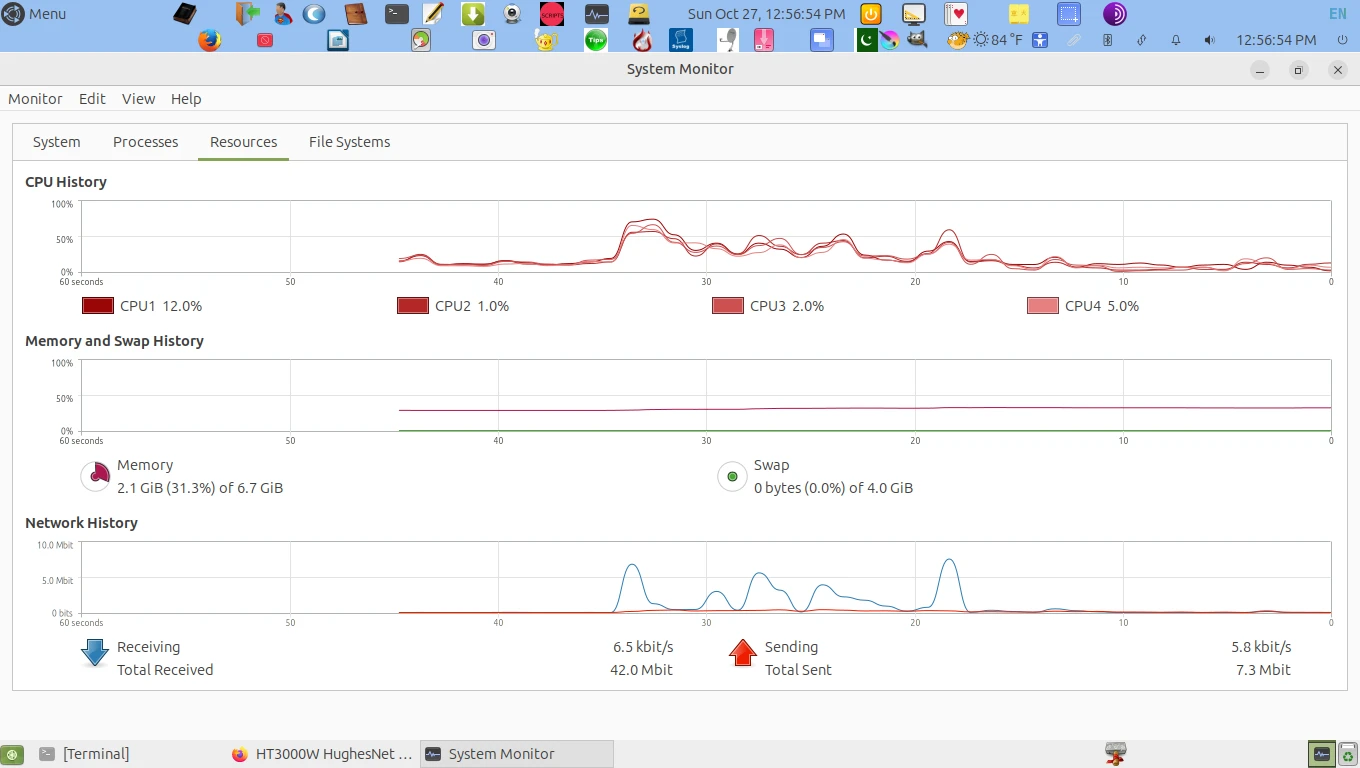 Menu
SCRIPTS
Sun Oct 27, 12:56:54 PM
EN
Tips
Syslog
84 °F
12:56:54 PM
System Monitor
Monitor Edit View Help
System Processes Resources File Systems
CPU History
100%
50%
0%
60 seconds 50 40 30 20 10 0
CPU1 12.0% CPU2 1.0% CPU3 2.0% CPU4 5.0%
Memory and Swap History
100%
50%
0%
60 seconds 50 40 30 20 10 0
Memory Swap
2.1 GiB (31.3%) of 6.7 GiB 0 bytes (0.0%) of 4.0 GiB
Network History
10.0 Mbit
5.0 Mbit
0 bits
60 seconds 50 40 30 20 10 0
Receiving 6.5 kbit/s Sending 5.8 kbit/s
Total Received 42.0 Mbit Total Sent 7.3 Mbit
[Terminal] HT3000W HughesNet ... System Monitor